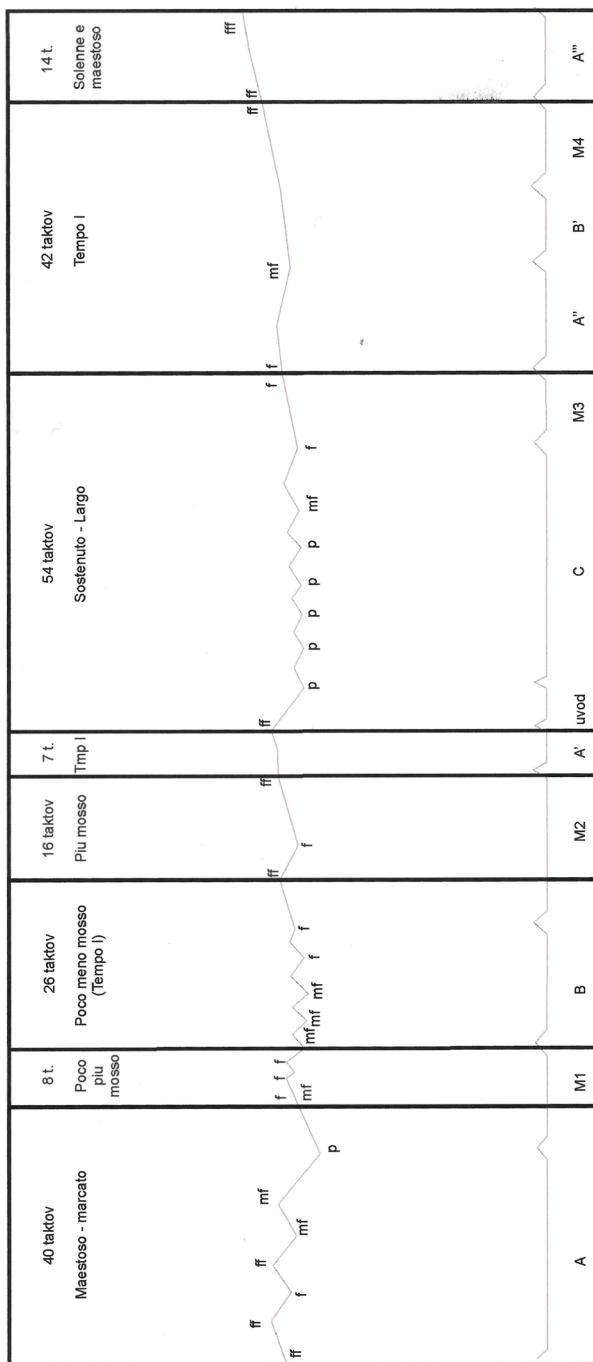 40 taktov
Maestoso - marcato
ff
ff
f
ff
mf
mf
p
A
8 t.
Poco
piu
mosso
f
mf
f
f
M1
26 taktov
Poco meno mosso
(Tempo I)
mf
mf
mf
f
f
B
16 taktov
Piu mosso
ff
f
M2
7 t.
Tmp I
ff
A'
54 taktov
Sostenuto - Largo
ff
p
p
p
p
p
mf
f
f
uvod
C
M3
42 taktov
Tempo I
f
mf
ff
A''
B'
M4
14 t.
Solenne e
maestoso
ff
fff
A'''